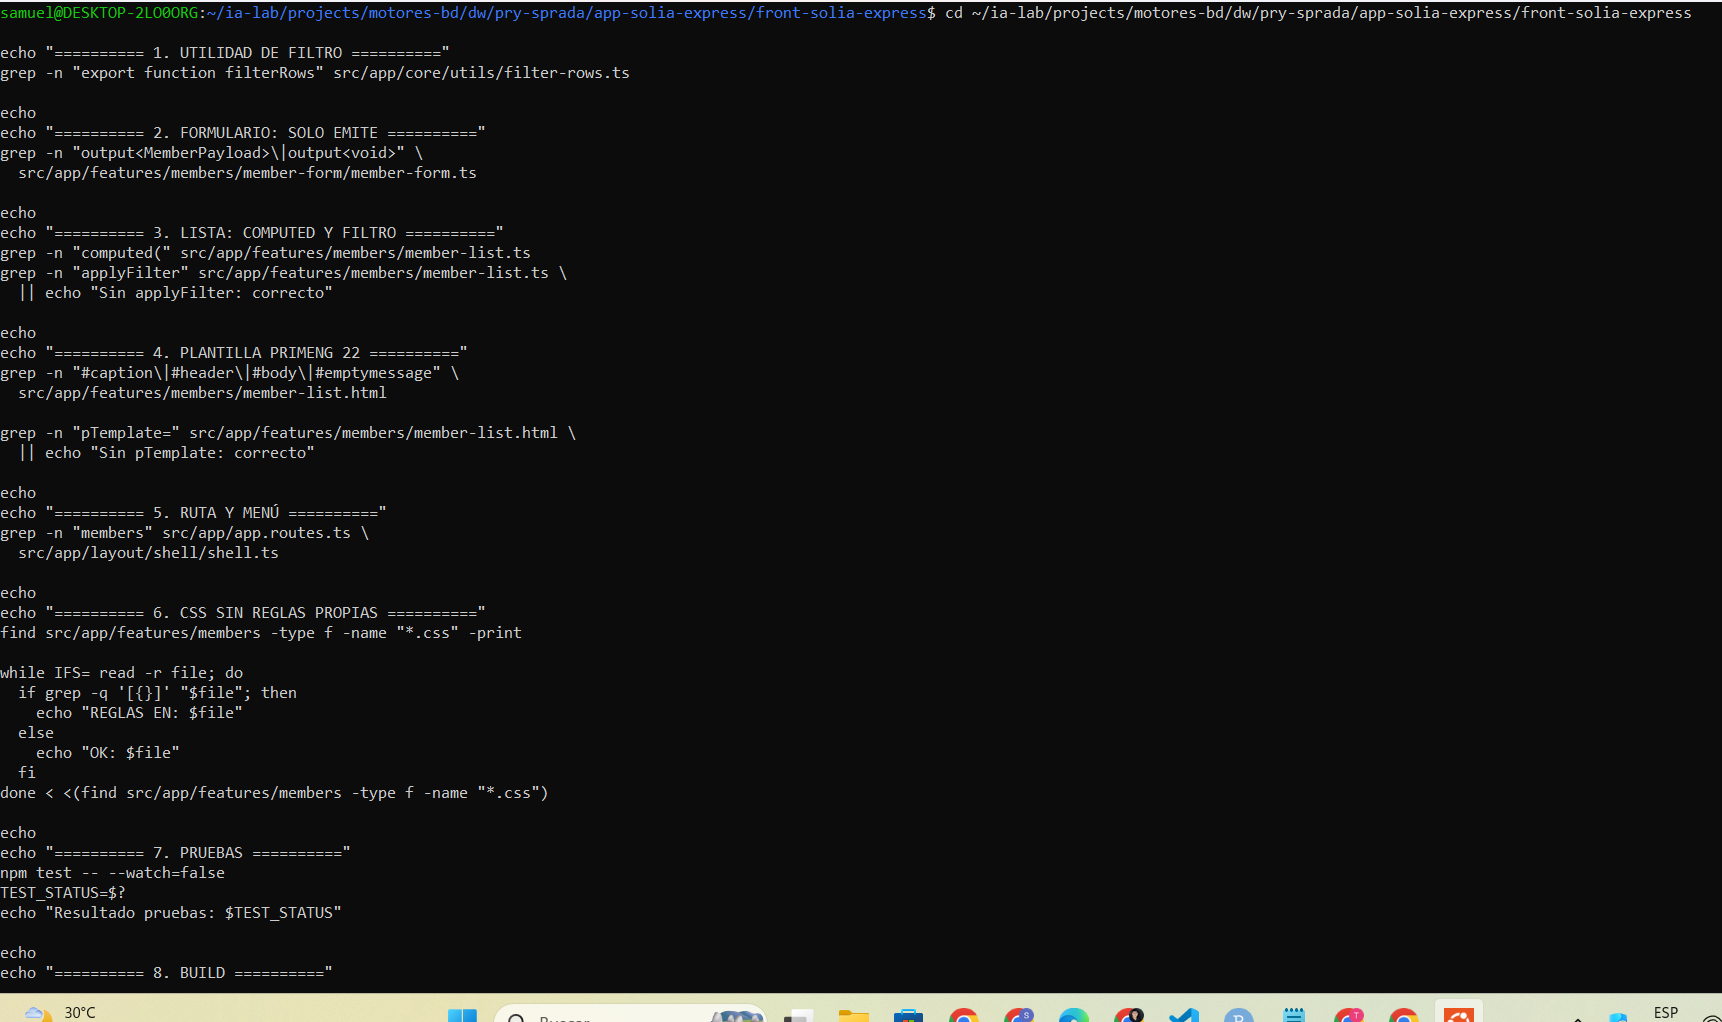 samuel@DESKTOP-2LO0ORG:~/ia-lab/projects/motores-bd/dw/pry-sprada/app-solia-express/front-solia-express$ cd ~/ia-lab/projects/motores-bd/dw/pry-sprada/app-solia-express/front-solia-express
echo "========== 1. UTILIDAD DE FILTRO =========="
grep -n "export function filterRows" src/app/core/utils/filter-rows.ts
echo
echo "========== 2. FORMULARIO: SOLO EMITE =========="
grep -n "output<MemberPayload>\|output<void>" \
  src/app/features/members/member-form/member-form.ts
echo
echo "========== 3. LISTA: COMPUTED Y FILTRO =========="
grep -n "computed(" src/app/features/members/member-list.ts
grep -n "applyFilter" src/app/features/members/member-list.ts \
  || echo "Sin applyFilter: correcto"
echo
echo "========== 4. PLANTILLA PRIMENG 22 =========="
grep -n "#caption\|#header\|#body\|#emptymessage" \
  src/app/features/members/member-list.html
grep -n "pTemplate=" src/app/features/members/member-list.html \
  || echo "Sin pTemplate: correcto"
echo
echo "========== 5. RUTA Y MENÚ =========="
grep -n "members" src/app/app.routes.ts \
  src/app/layout/shell/shell.ts
echo
echo "========== 6. CSS SIN REGLAS PROPIAS =========="
find src/app/features/members -type f -name "*.css" -print
while IFS= read -r file; do
  if grep -q '[{}]' "$file"; then
    echo "REGLAS EN: $file"
  else
    echo "OK: $file"
  fi
done < <(find src/app/features/members -type f -name "*.css")
echo
echo "========== 7. PRUEBAS =========="
npm test -- --watch=false
TEST_STATUS=$?
echo "Resultado pruebas: $TEST_STATUS"
echo
echo "========== 8. BUILD =========="
30°C
ESP